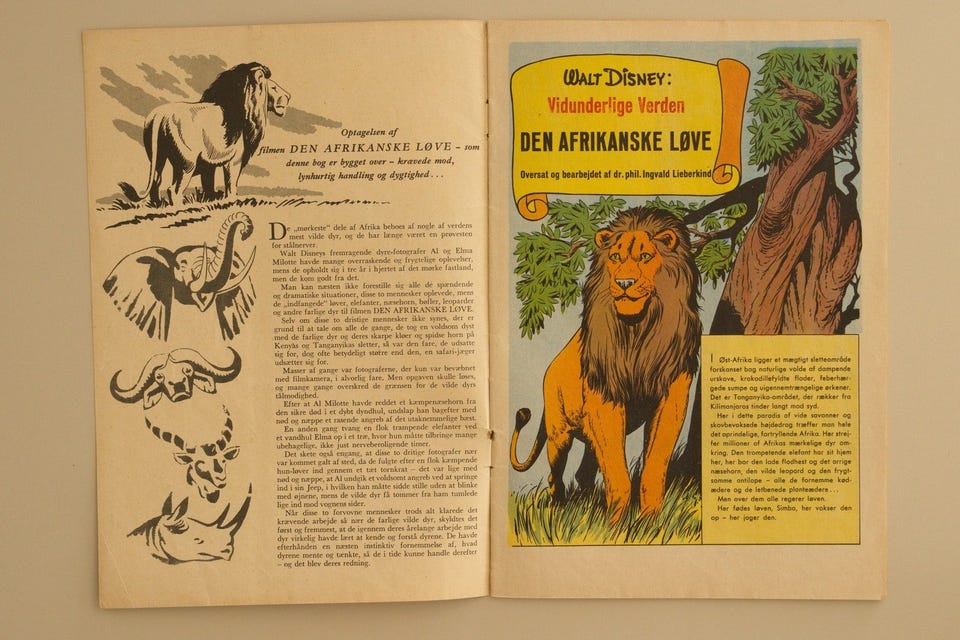 Optagelsen af
filmen DEN AFRIKANSKE LØVE – som
denne bog er bygget over – kravede mod,
lynhurtig handling og dygtighed . . .
De „mørkeste“ dele af Afrika beboes af nogle af verdens
mest vilde dyr, og de har længe været en prøvesten
for stålnerver.
Walt Disneys fremragende dyre-fotografer Al og Elma
Milotte havde mange overraskende og frygtelige oplevelser,
mens de opholdt sig i tre år i hjertet af det mørke fastland,
men de kom godt fra det.
Man kan næsten ikke forestille sig alle de spændende
og dramatiske situationer, disse to mennesker oplevede, mens
de „indfangede“ løver, elefanter, næsehorn, bøfler, leoparder
og andre farlige dyr til filmen DEN AFRIKANSKE LØVE.
Selv om disse to dristige mennesker ikke synes, der er
grund til at tale om alle de gange, de tog en voldsom dyst
med de farlige dyr og deres skarpe kløer og spidse horn på
Kenyas og Tanganyikas sletter, så var den fare, de udsatte
sig for, dog ofte betydeligt større end den, en safari-jæger
udsætter sig for.
Masser af gange var fotograferne, der kun var bevæbnet
med filmkamera, i alvorlig fare. Men opgaven skulle løses,
og mange gange overskred de grænsen for de vilde dyrs
tålmodighed.
Efter at Al Milotte havde reddet et kæmpenæsehorn fra
den sikre død i et dybt dyndhul, undslap han bagefter med
nød og næppe et rasende angreb af det utaknemmelige bæst.
En anden gang tvang en flok trampende elefanter ved
et vandhul Elma op i et træ, hvor hun måtte tilbringe mange
ubehagelige, ikke just nerveberoligende timer.
Det skete også engang, at disse to dristige fotografer nær
var kommet galt af sted, da de fulgte efter en flok kæmpende
hun-løver ind gennem et tæt tornkrat – det var lige med
nød og næppe, at Al undgik et voldsomt angreb ved at springe
ind i sin Jeep, i hvilken han måtte sidde stille uden at blinke
med øjnene, mens de vilde dyr få tommer fra ham tumlede
lige ind mod vognens sider.
Når disse to forvovne mennesker trods alt klarede det
krævende arbejde så nær de farlige vilde dyr, skyldtes det
først og fremmest, at de igennem deres årelange arbejde med
dyr virkelig havde lært at kende og forstå dyrene. De havde
efterhånden en næsten instinktiv fornemmelse af, hvad
dyrene mente og tænkte, så de i tide kunne handle derefter
– og det blev deres redning.
WALT DISNEY:
Vidunderlige Verden
DEN AFRIKANSKE LØVE
Oversat og bearbejdet af dr. phil. Ingvald Lieberkind
I Øst-Afrika ligger et mægtigt sletteområde
forskanset bag naturlige volde af dampende
urskove, krokodillefyldte floder, feberhær-
gede sumpe og uigennemtrængelige ørkener.
Det er Tanganyika-området, der rækker fra
Kilimanjaros tinder langt mod syd.
Her i dette paradis af vide savanner og
skovbevoksede højdedrag træffer man hele
det oprindelige, fortryllende Afrika. Her strej-
fer millioner af Afrikas mærkelige dyr om-
kring. Den trompetende elefant har sit hjem
her, her bor den lade flodhest og det arrige
næsehorn, den vilde leopard og den frygt-
somme antilope – alle de fornemme kød-
ædere og de letbenede planteædere . . .
Men over dem alle regerer løven.
Her fødes løven, Simba, her vokser den
op – her jager den.